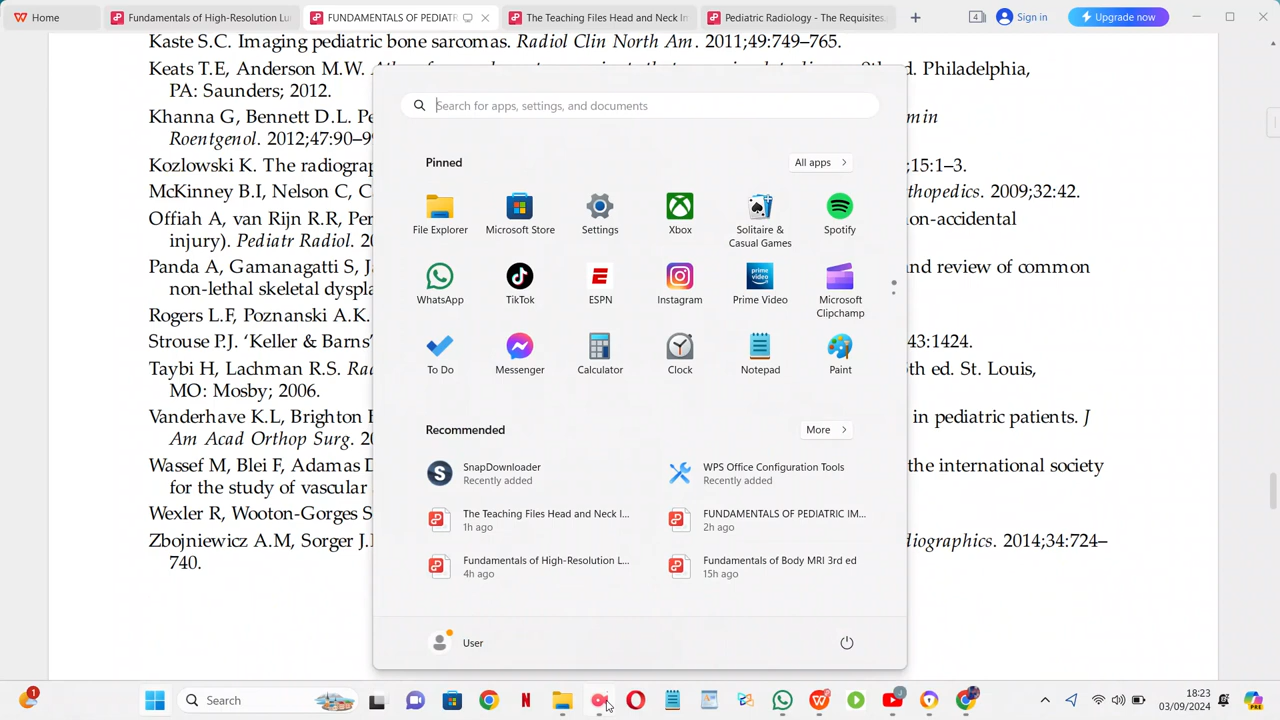 Home
Fundamentals of High-Resolution Lu
FUNDAMENTALS OF PEDIATR
The Teaching Files Head and Neck Im
Pediatric Radiology - The Requisites
4
Sign in
Upgrade now
Kaste S.C. Imaging pediatric bone sarcomas. Radiol Clin North Am. 2011;49:749–765.
Keats T.E, Anderson M.W. ed. Philadelphia,
PA: Saunders; 2012.
Khanna G, Bennett D.L. Pe
Roentgenol. 2012;47:90–9
Kozlowski K. The radiograp ;15:1–3.
McKinney B.I, Nelson C, C orthopedics. 2009;32:42.
Offiah A, van Rijn R.R, Per non-accidental
injury). Pediatr Radiol. 20
Panda A, Gamanagatti S, Ja nd review of common
non-lethal skeletal dyspla
Rogers L.F, Poznanski A.K.
Strouse P.J. ‘Keller & Barns’ 43:1424.
Taybi H, Lachman R.S. Rad th ed. St. Louis,
MO: Mosby; 2006.
Vanderhave K.L, Brighton B in pediatric patients. J
Am Acad Orthop Surg. 20
Wassef M, Blei F, Adams D the international society
for the study of vascular
Wexler R, Wooton-Gorges S
Zbojniewicz A.M, Sorger J.I adiographics. 2014;34:724–
740.
Search for apps, settings, and documents
Pinned
All apps
File Explorer
Microsoft Store
Settings
Xbox
Solitaire &
Casual Games
Spotify
WhatsApp
TikTok
ESPN
Instagram
Prime Video
Microsoft
Clipchamp
To Do
Messenger
Calculator
Clock
Notepad
Paint
Recommended
More
SnapDownloader
Recently added
WPS Office Configuration Tools
Recently added
The Teaching Files Head and Neck I...
1h ago
FUNDAMENTALS OF PEDIATRIC IM...
2h ago
Fundamentals of High-Resolution L...
4h ago
Fundamentals of Body MRI 3rd ed
15h ago
User
1
Search
18:23
03/09/2024